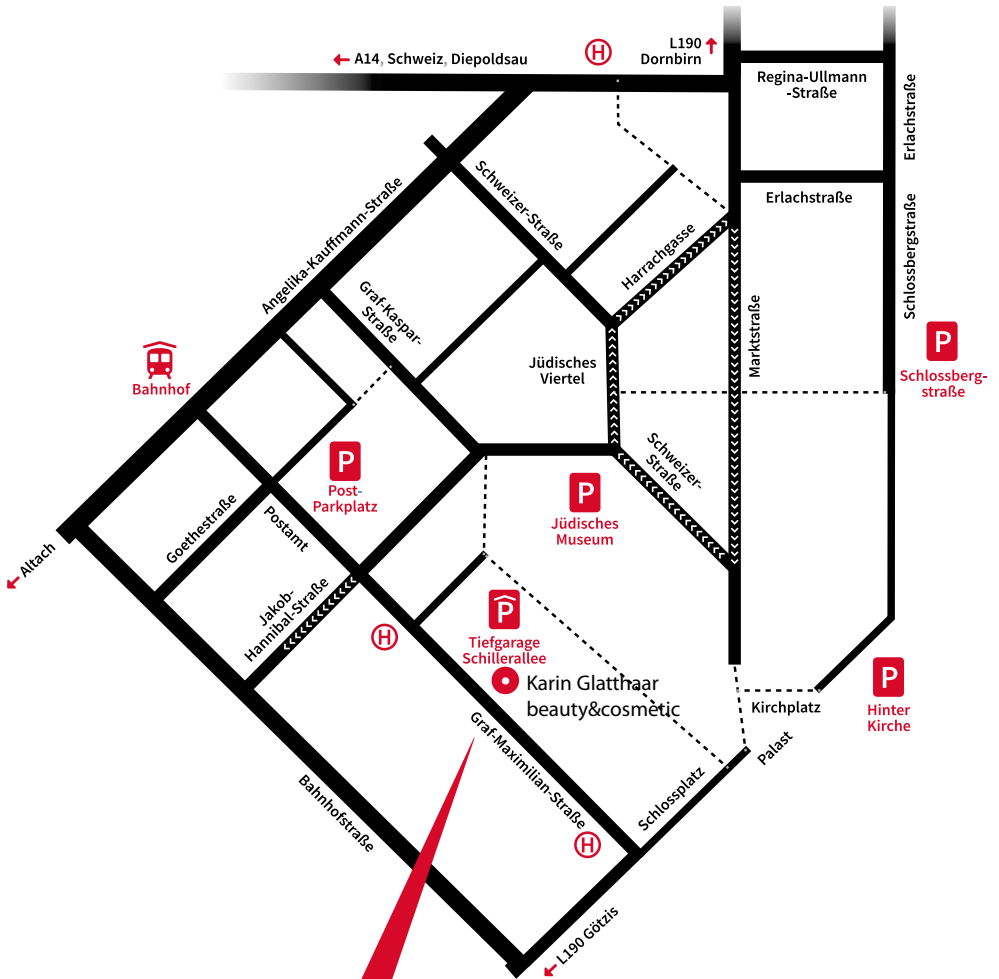 L190
Dornbirn
A14, Schweiz, Diepoldsau
H
Regina-Ullmann
-Straße
Erlachstraße
Erlachstraße
Schlossbergstraße
Schweizer-Straße
Angelika-Kauffmann-Straße
Harrachgasse
Graf-Kaspar-
Straße
Marktstraße
Jüdisches
Viertel
P
Schlossberg-
straße
Bahnhof
P
Post-
Parkplatz
Schweizer-
Straße
P
Jüdisches
Museum
Goethestraße
Postamt
Altach
Jakob-
Hannibal-Straße
H
P
Tiefgarage
Schillerallee
Karin Glatthaar
beauty&cosmetic
P
Hinter
Kirche
Kirchplatz
Palast
Graf-Maximilian-Straße
Schlossplatz
Bahnhofstraße
H
L190 Götzis